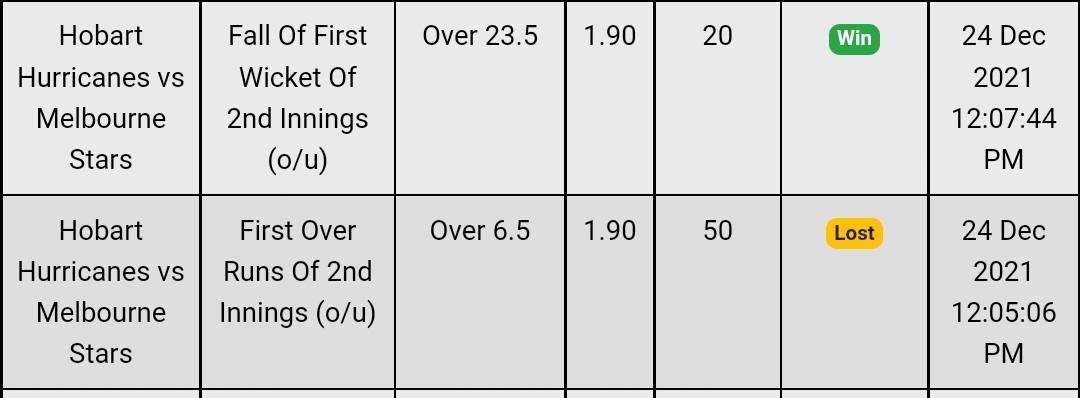 Hobart
Hurricanes vs
Melbourne
Stars
Fall Of First
Wicket Of
2nd Innings
(o/u)
Over 23.5
1.90
20
Win
24 Dec
2021
12:07:44
PM
Hobart
Hurricanes vs
Melbourne
Stars
First Over
Runs Of 2nd
Innings (o/u)
Over 6.5
1.90
50
Lost
24 Dec
2021
12:05:06
PM